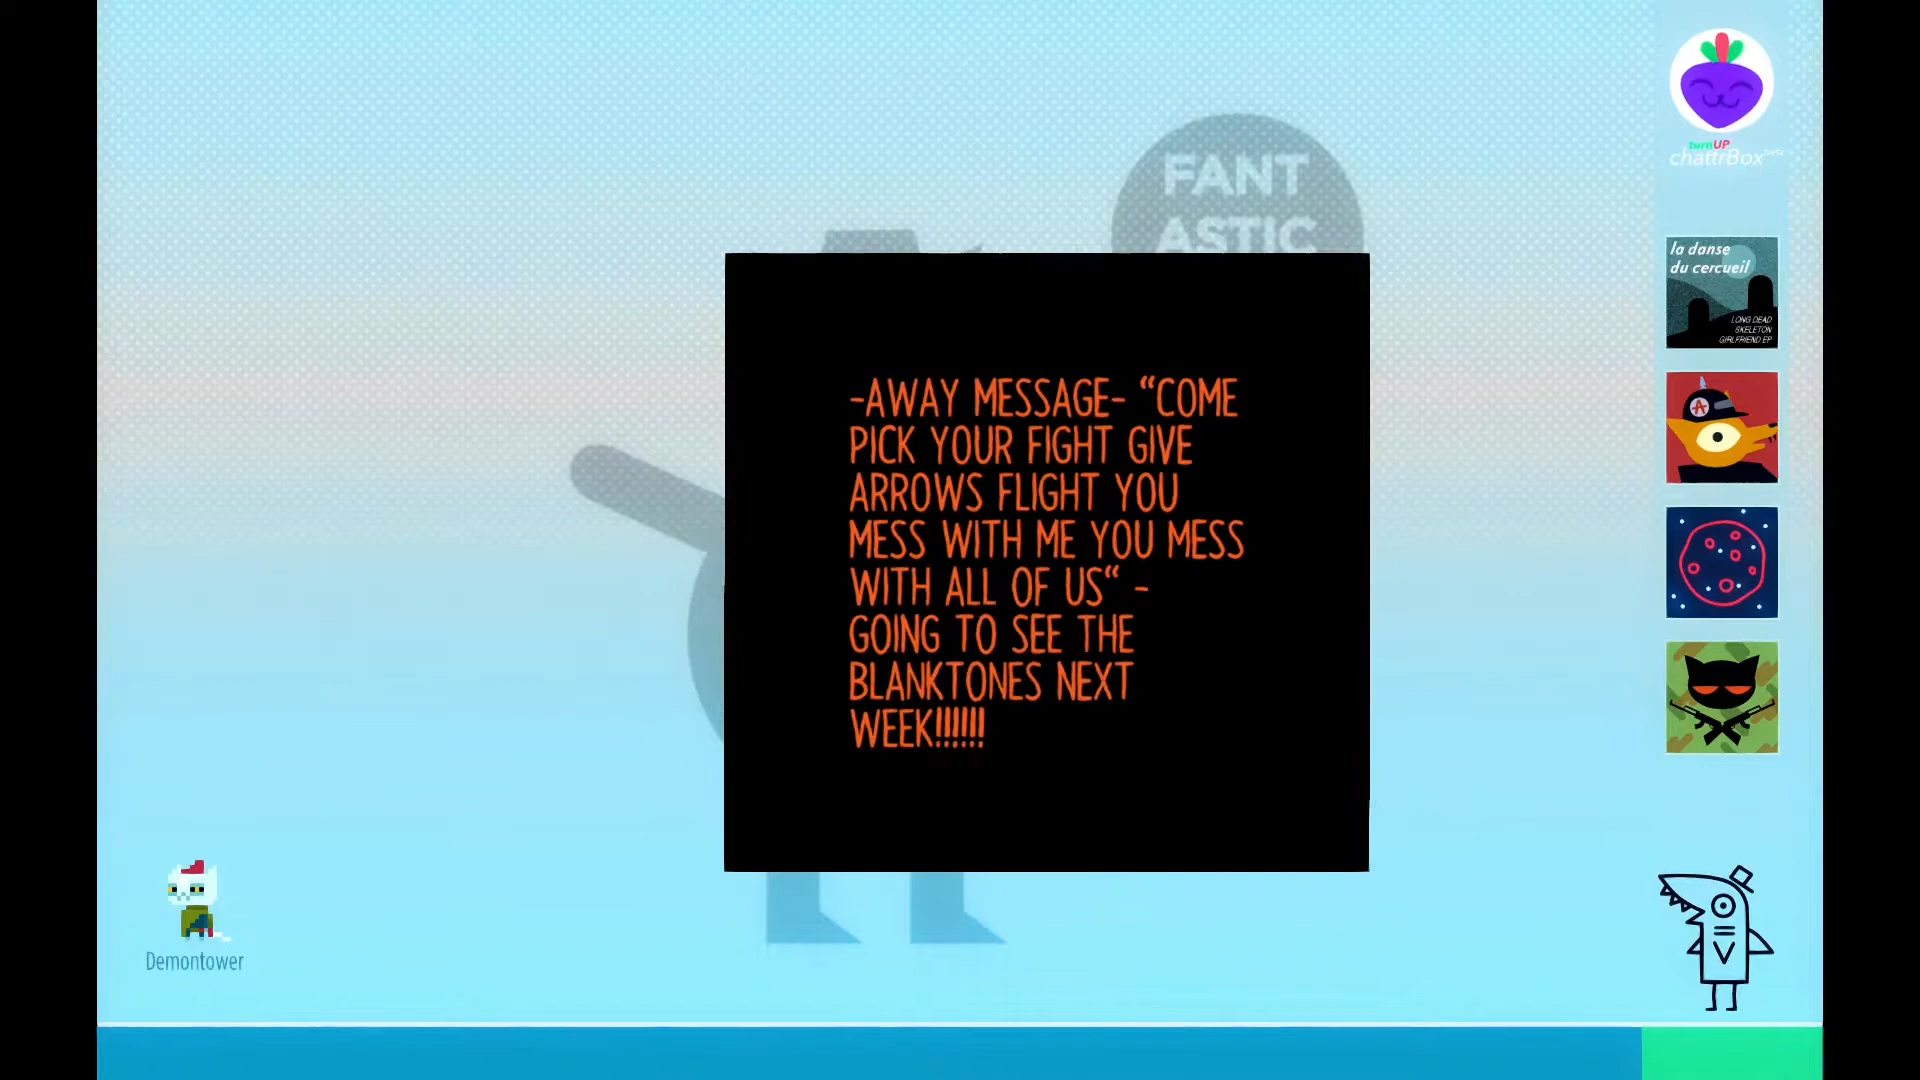 FANT
ASTIC
turnUP
chattrBox beta
la danse
du cercueil
LONG DEAD
SKELETON
GIRLFRIEND EP
A
-AWAY MESSAGE- “COME
PICK YOUR FIGHT GIVE
ARROWS FLIGHT YOU
MESS WITH ME YOU MESS
WITH ALL OF US“ -
GOING TO SEE THE
BLANKTONES NEXT
WEEK!!!!!!
Demontower